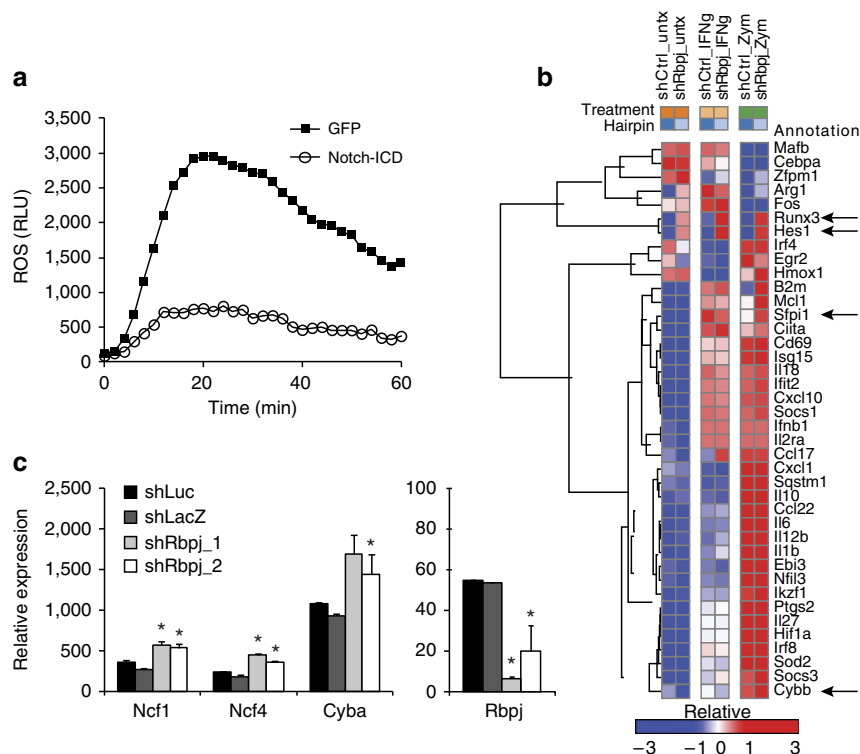 a
3,500
3,000
2,500
2,000
1,500
1,000
500
0
ROS (RLU)
GFP
Notch-ICD
0 20 40 60
Time (min)
b
shCtrl_untx
shRbpj_untx
shCtrl_IFNg
shRbpj_IFNg
shCtrl_Zym
shRbpj_Zym
Treatment
Hairpin
Annotation
Mafb
Cebpa
Zfpm1
Arg1
Fos
Runx3
Hes1
Irf4
Egr2
Hmox1
B2m
Mcl1
Sfpi1
Ciita
Cd69
Isg15
Il18
Ifit2
Cxcl10
Socs1
Ifnb1
Il2ra
Ccl17
Cxcl1
Sqstm1
Il10
Ccl22
Il6
Il12b
Il1b
Ebi3
Nfil3
Ikzf1
Ptgs2
Il27
Hif1a
Irf8
Sod2
Socs3
Cybb
Relative
−3 −1 0 1 3
c
2,500
2,000
1,500
1,000
500
0
Relative expression
shLuc
shLacZ
shRbpj_1
shRbpj_2
* * * * *
Ncf1 Ncf4 Cyba
100
80
60
40
20
0
* *
Rbpj